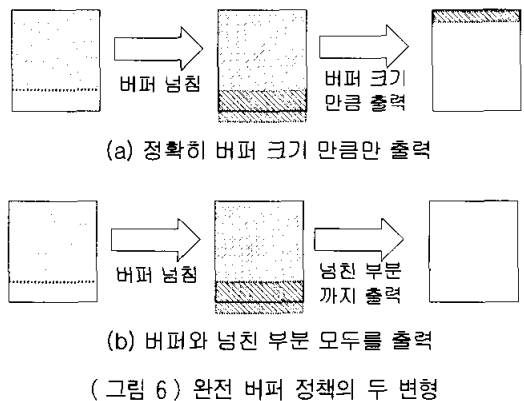 버퍼 넘침
버퍼 크기
만큼 출력
(a) 정확히 버퍼 크기 만큼만 출력
버퍼 넘침
넘친 부분
까지 출력
(b) 버퍼와 넘친 부분 모두를 출력
( 그림 6 ) 완전 버퍼 정책의 두 변형